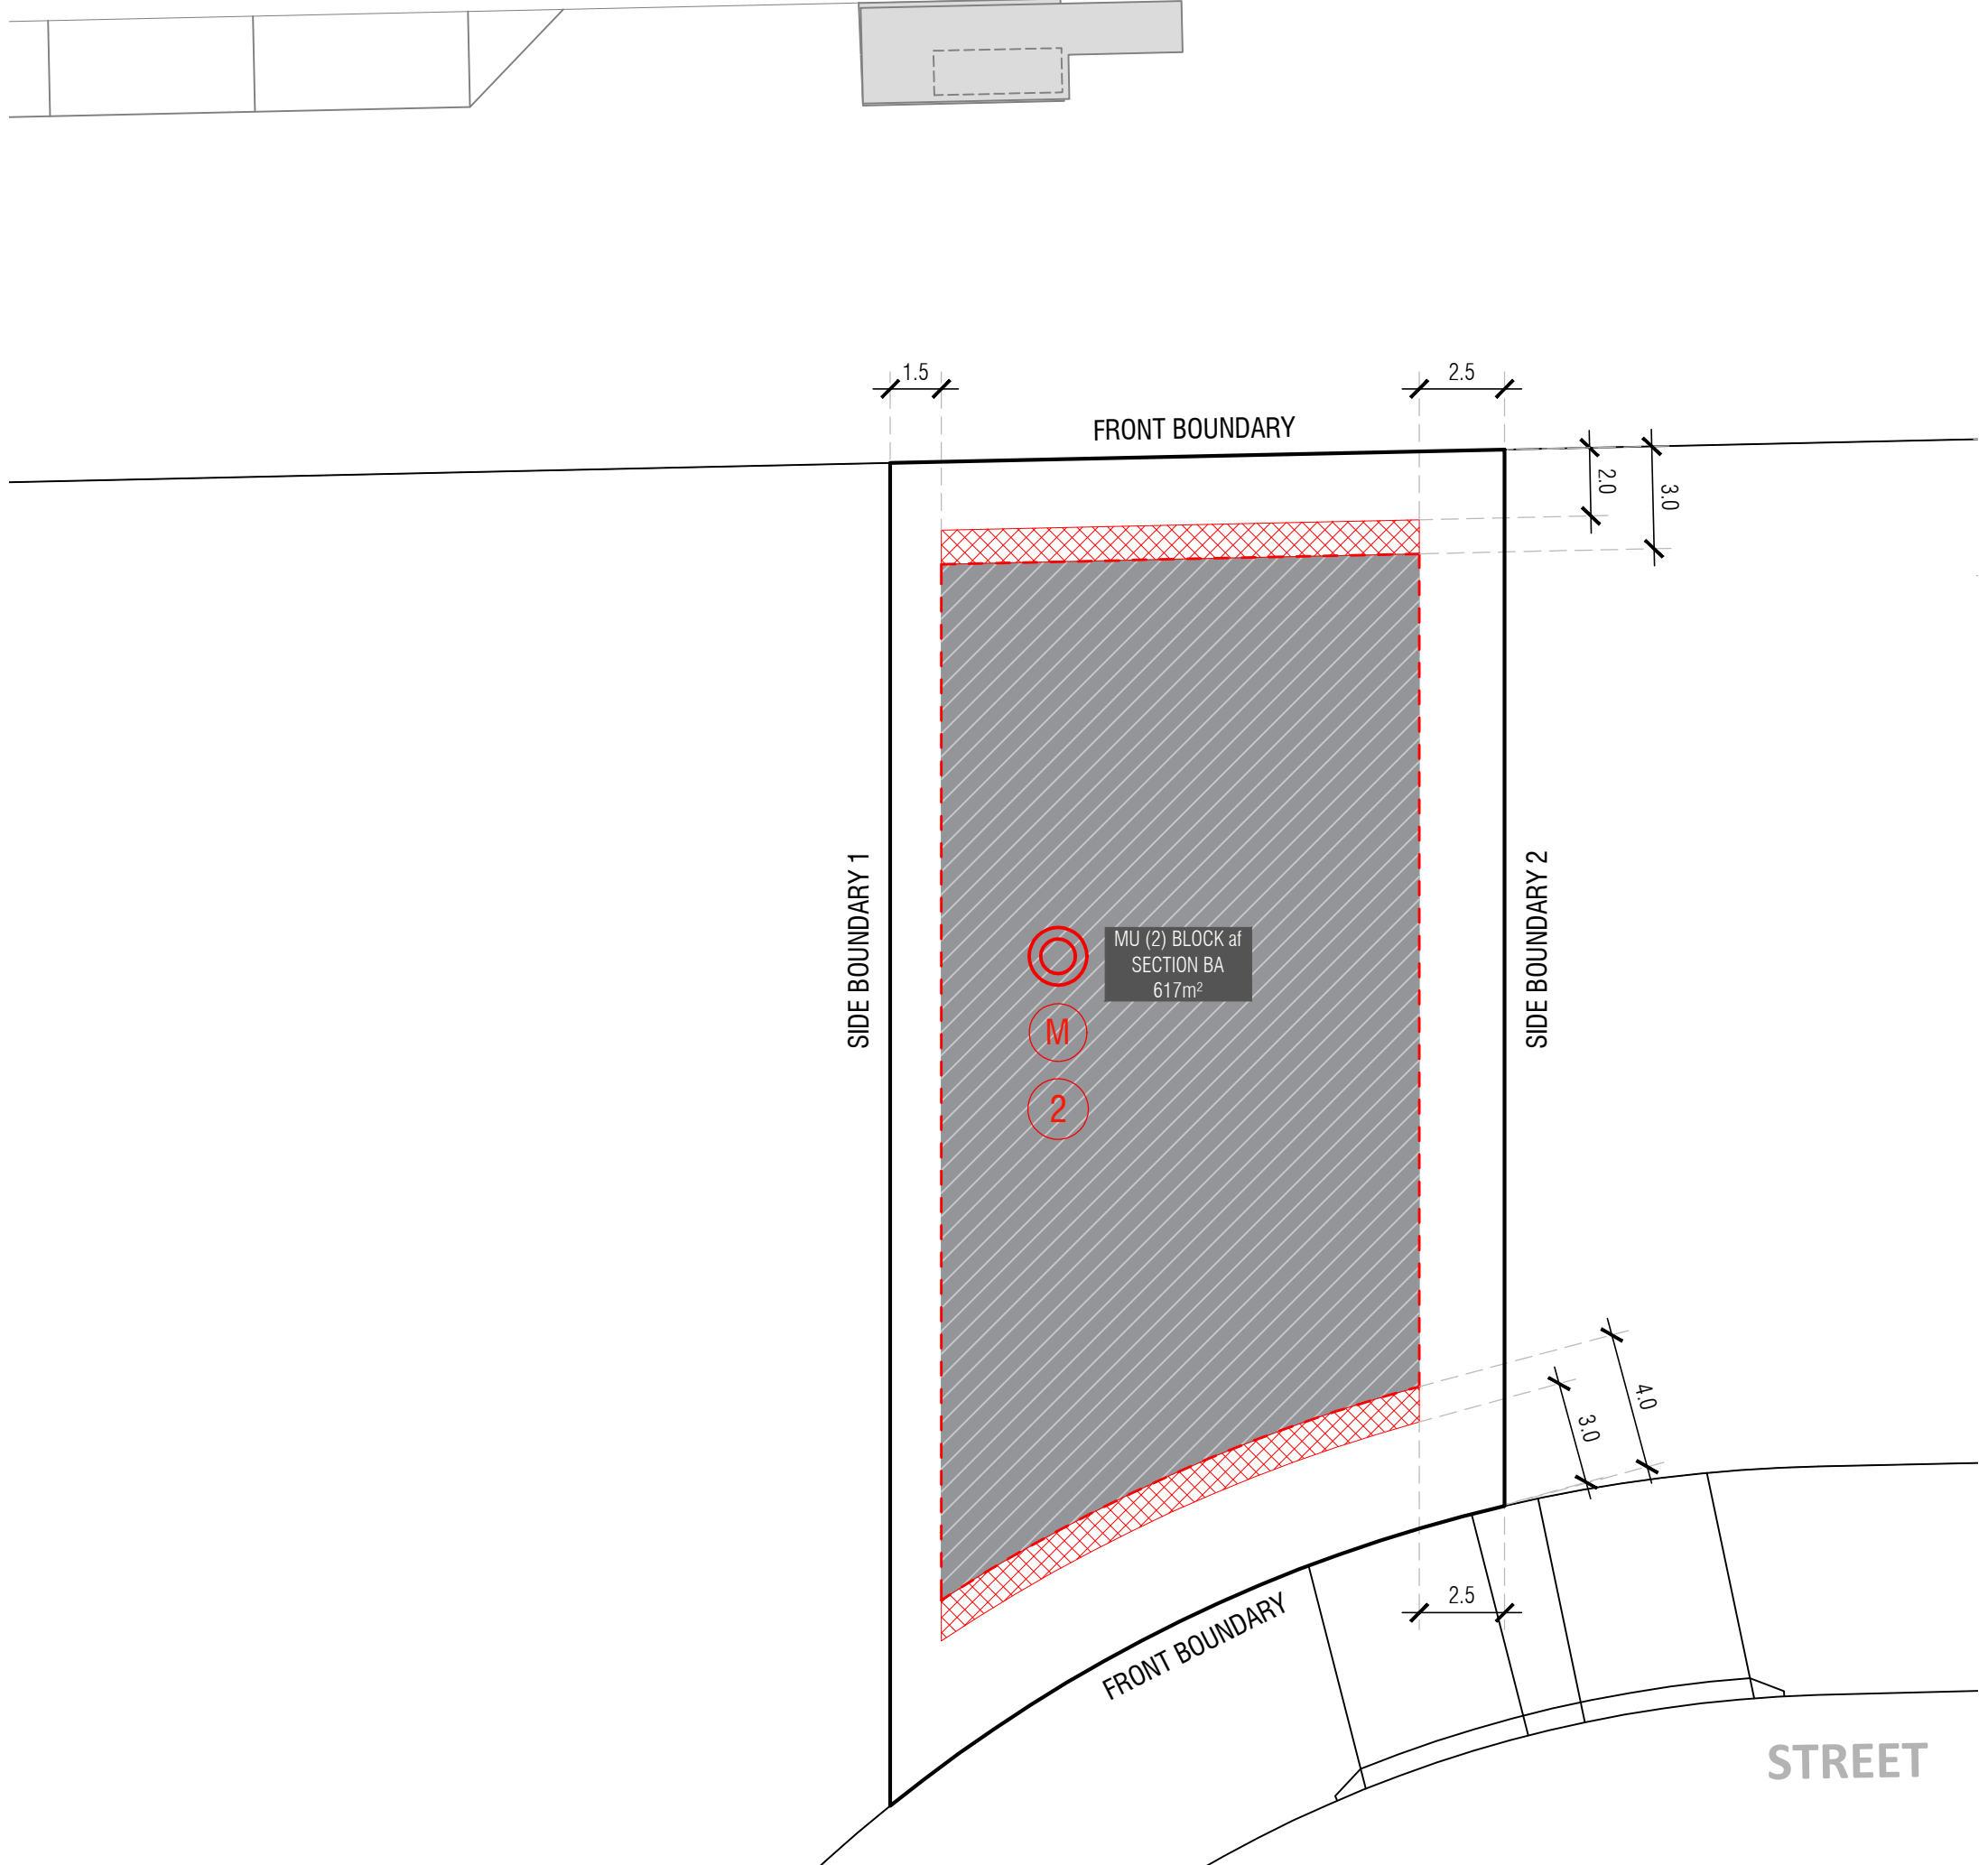 1.5
2.5
FRONT BOUNDARY
2.0
3.0
SIDE BOUNDARY 1
SIDE BOUNDARY 2
MU (2) BLOCK af
SECTION BA
617m²
M
2
4.0
3.0
2.5
FRONT BOUNDARY
STREET